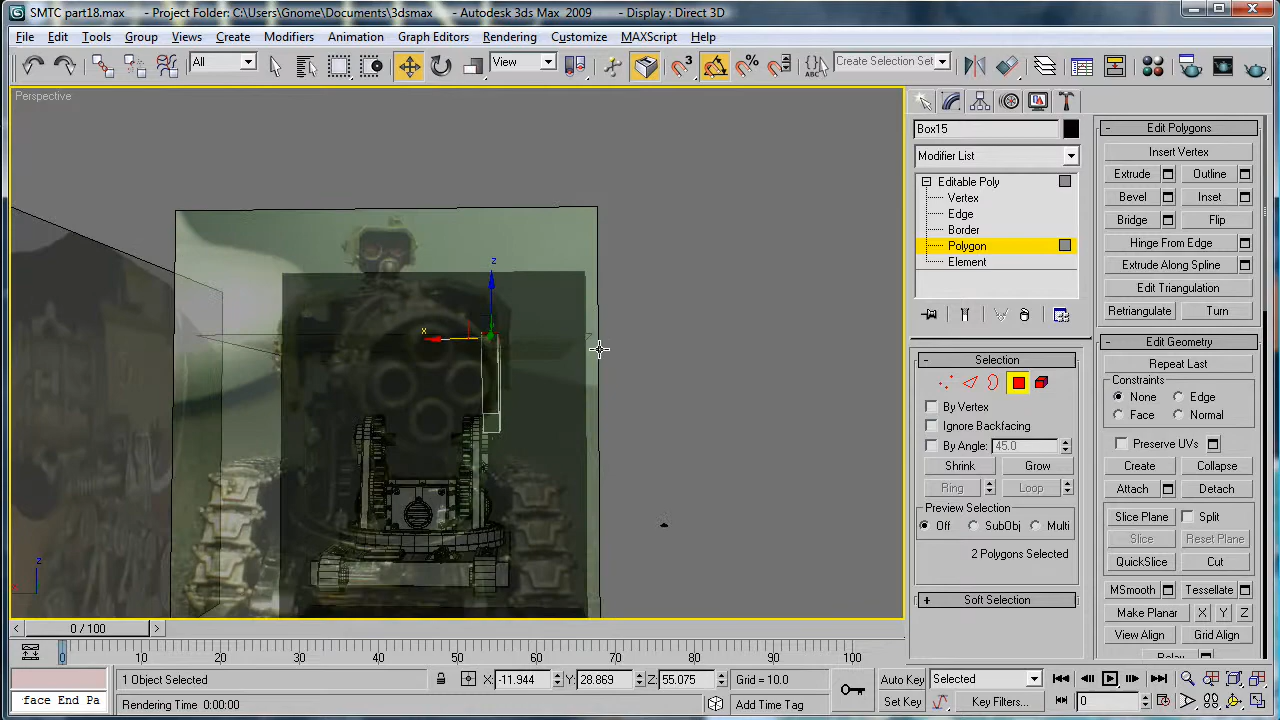 SMTC part18.max - Project Folder: C:\Users\Gnome\Documents\3dsmax - Autodesk 3ds Max 2009 - Display : Direct 3D
File Edit Tools Group Views Create Modifiers Animation Graph Editors Rendering Customize MAXScript Help
All View 3 % ABC Create Selection Set
Perspective
z
x
z
Box15
Modifier List
Editable Poly
Vertex
Edge
Border
Polygon
Element
- Selection
By Vertex
Ignore Backfacing
By Angle: 45.0
Shrink Grow
Ring Loop
Preview Selection
Off SubObj Multi
2 Polygons Selected
+ Soft Selection
- Edit Polygons
Insert Vertex
Extrude Outline
Bevel Inset
Bridge Flip
Hinge From Edge
Extrude Along Spline
Edit Triangulation
Retriangulate Turn
- Edit Geometry
Repeat Last
Constraints
None Edge
Face Normal
Preserve UVs
Create Collapse
Attach Detach
Slice Plane Split
Slice Reset Plane
QuickSlice Cut
MSmooth Tessellate
Make Planar X Y Z
View Align Grid Align
Relax
< 0 / 100 >
0 10 20 30 40 50 60 70 80 90 100
face End Pa
1 Object Selected X: -11.944 Y: 28.869 Z: 55.075 Grid = 10.0
Rendering Time 0:00:00 Add Time Tag
Auto Key Selected
Set Key Key Filters... 0